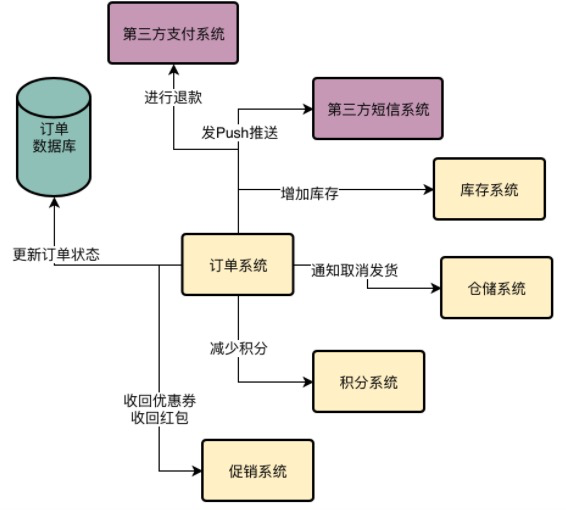 第三方支付系统
进行退款
第三方短信系统
发Push推送
订单
数据库
增加库存
库存系统
更新订单状态
订单系统
通知取消发货
仓储系统
减少积分
积分系统
收回优惠券
收回红包
促销系统